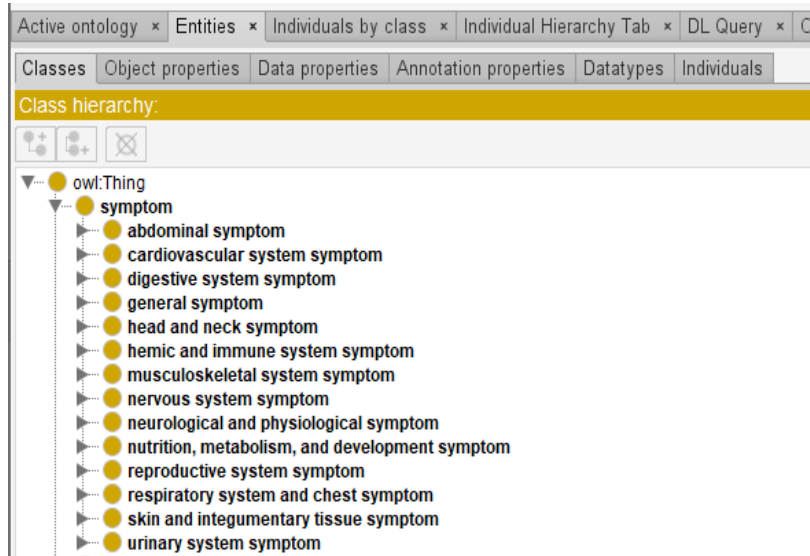 Active ontology × Entities × Individuals by class × Individual Hierarchy Tab × DL Query ×
Classes Object properties Data properties Annotation properties Datatypes Individuals
Class hierarchy:
owl:Thing
symptom
abdominal symptom
cardiovascular system symptom
digestive system symptom
general symptom
head and neck symptom
hemic and immune system symptom
musculoskeletal system symptom
nervous system symptom
neurological and physiological symptom
nutrition, metabolism, and development symptom
reproductive system symptom
respiratory system and chest symptom
skin and integumentary tissue symptom
urinary system symptom